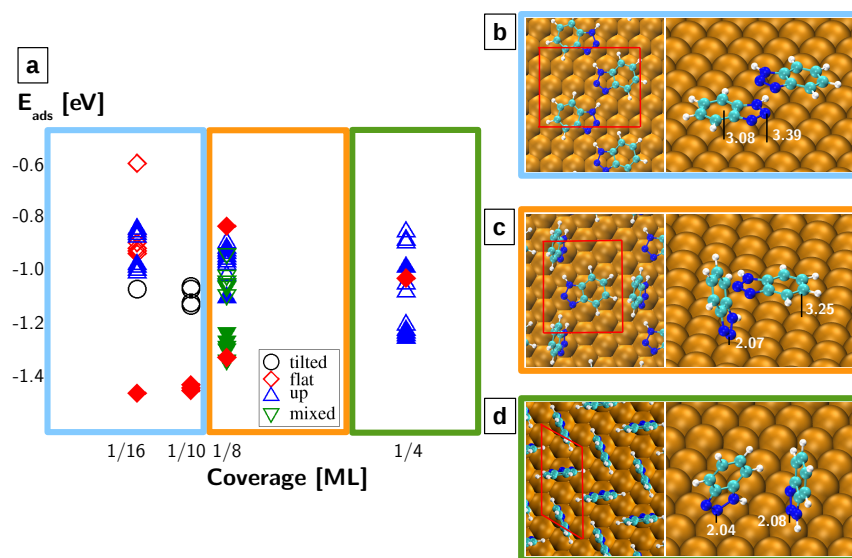 a
E_ads [eV]
-0.6
-0.8
-1.0
-1.2
-1.4
tilted
flat
up
mixed
1/16 1/10 1/8 1/4
Coverage [ML]
b
3.08 3.39
c
3.25
2.07
d
2.04 2.08